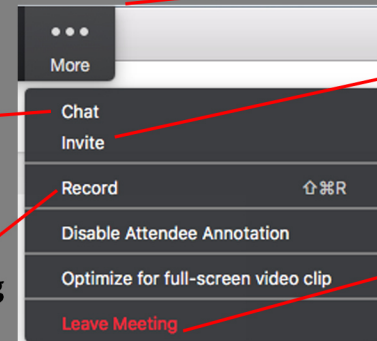 More
Chat
Invite
Record ⇧⌘R
Disable Attendee Annotation
Optimize for full-screen video clip
g
Leave Meeting